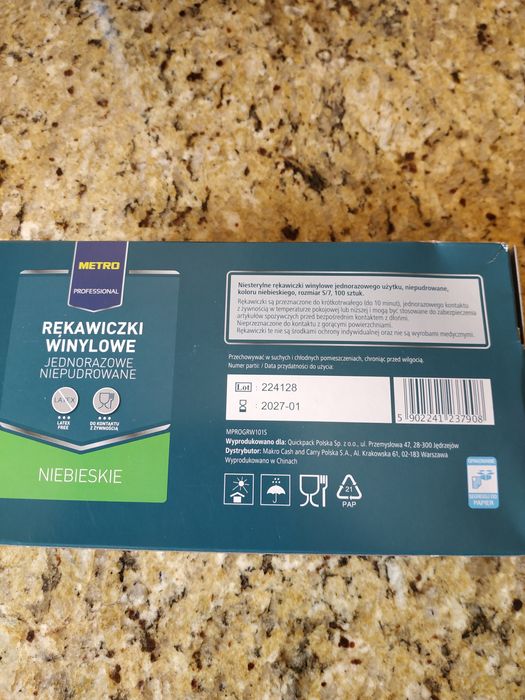 METRO
PROFESSIONAL
RĘKAWICZKI
WINYLOWE
JEDNORAZOWE
NIEPUDROWANE
LATEX
LATEX
FREE
DO KONTAKTU
Z ŻYWNOŚCIĄ
NIEBIESKIE
Niesterylne rękawiczki winylowe jednorazowego użytku, niepudrowane,
koloru niebieskiego, rozmiar S/7, 100 sztuk.
Rękawiczki są przeznaczone do krótkotrwałego (do 10 minut), jednorazowego kontaktu
z żywnością w temperaturze pokojowej lub niższej i mogą być stosowane do zabezpieczenia
artykułów spożywczych przed bezpośrednim kontaktem z dłońmi.
Nieprzeznaczone do kontaktu z gorącymi powierzchniami.
Rękawiczki te nie są środkami ochrony indywidualnej oraz nie są wyrobami medycznymi.
Przechowywać w suchych i chłodnych pomieszczeniach, chroniąc przed wilgocią.
Numer partii: / Data przydatności do użycia:
Lot : 224128
: 2027-01
5 902241 237908
MPROGRW101S
Wyprodukowano dla: Quickpack Polska Sp. z o.o., ul. Przemysłowa 47, 28-300 Jędrzejów
Dystrybutor: Makro Cash and Carry Polska S.A., Al. Krakowska 61, 02-183 Warszawa
Wyprodukowano w Chinach
21
PAP
OPAKOWANIE
SEGREGUJ DO
PAPIER